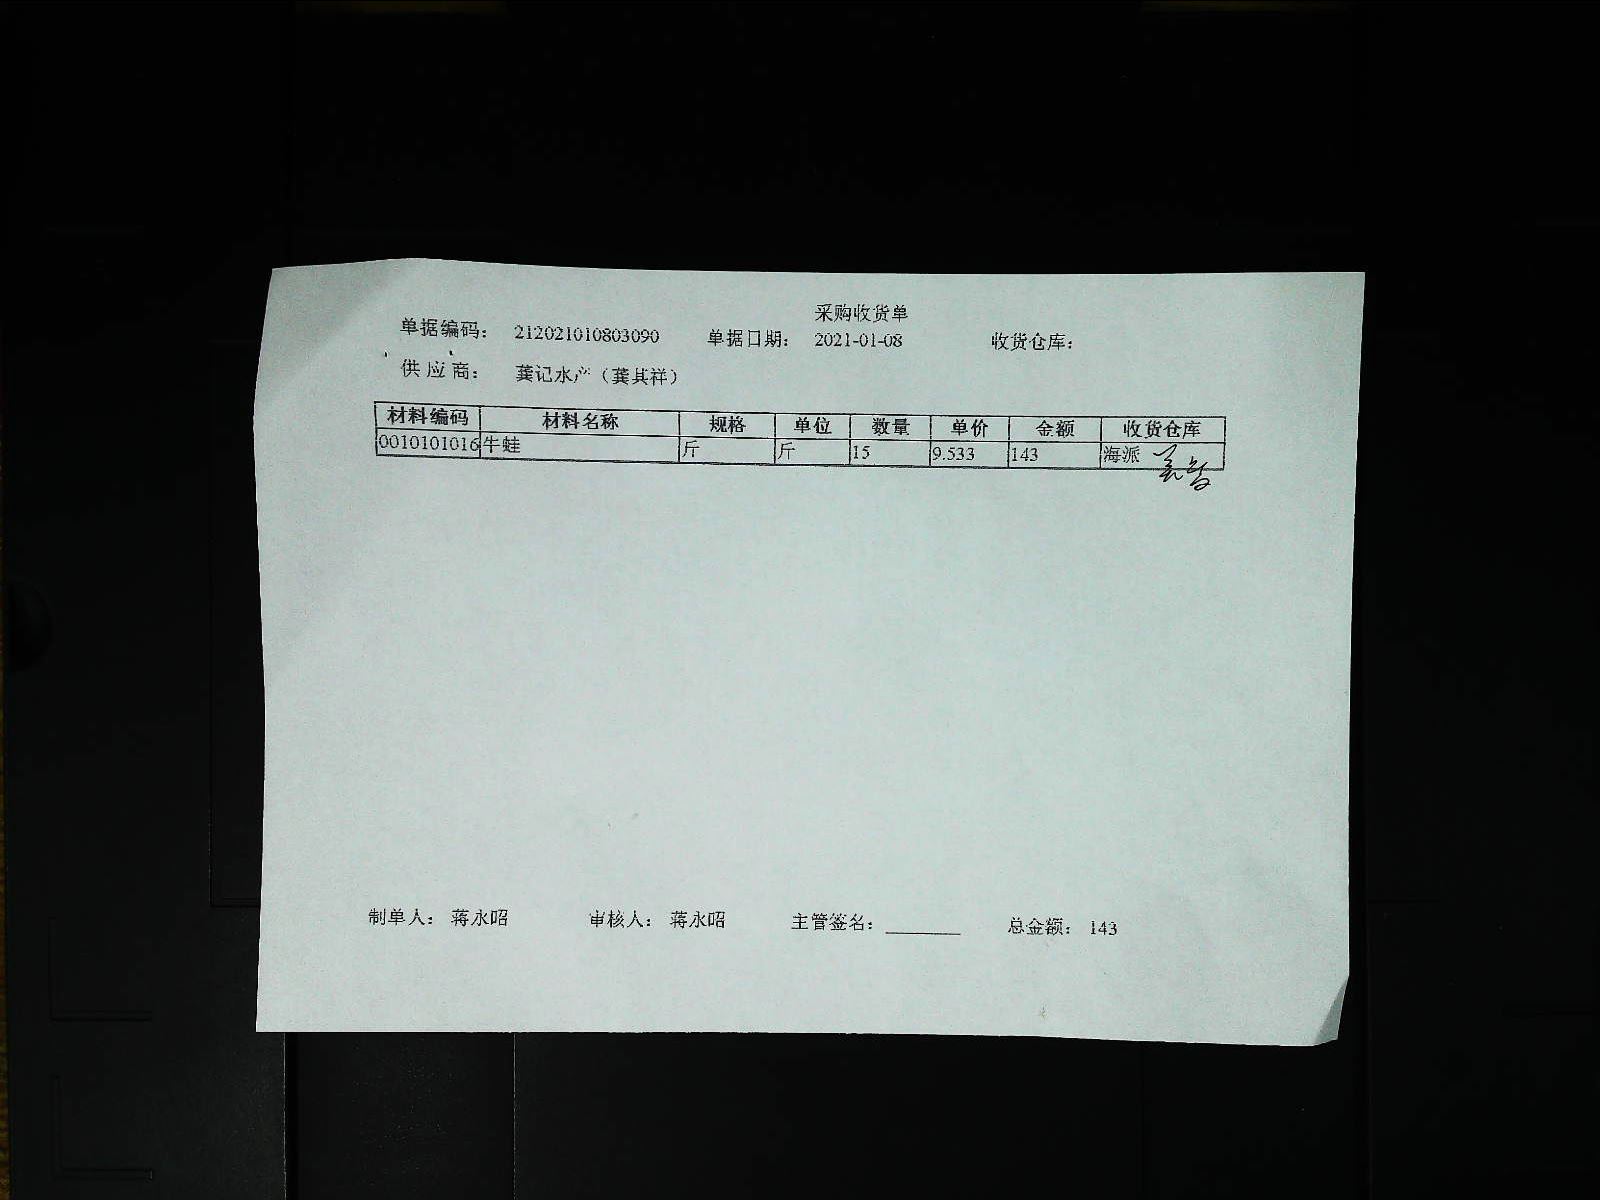 采购收货单
单据编码： 212021010803090 单据日期： 2021-01-08 收货仓库：
供 应 商： 龚记水产（龚其祥）
材料编码 材料名称 规格 单位 数量 单价 金额 收货仓库
0010101016 牛蛙 斤 斤 15 9.533 143 海派
制单人： 蒋永昭 审核人： 蒋永昭 主管签名： 总金额： 143